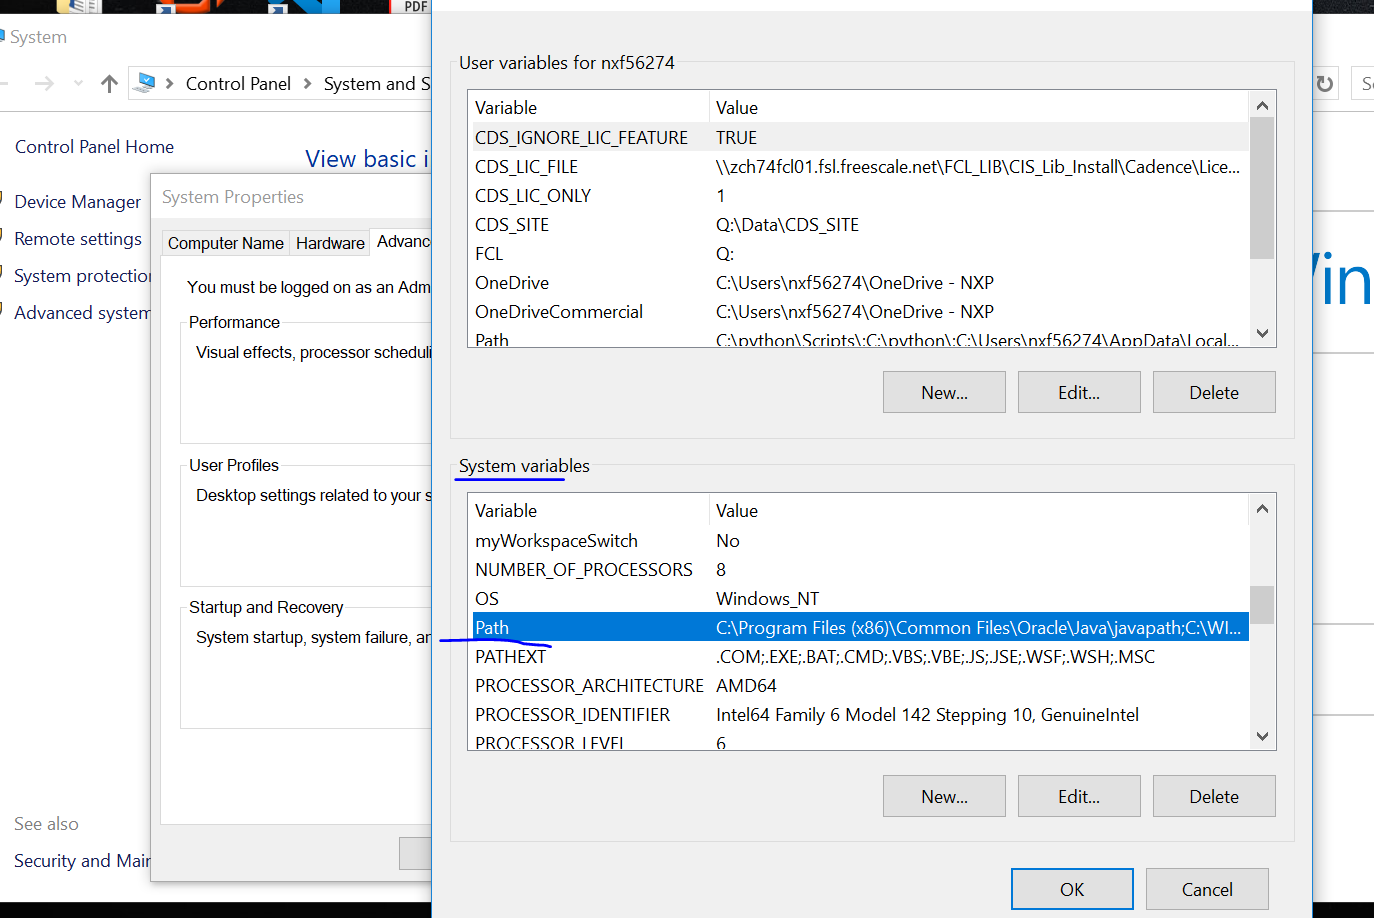 PDF
System
Control Panel > System and S
Control Panel Home
View basic i
Device Manager
Remote settings
System protection
Advanced system
See also
Security and Main
System Properties
Computer Name
Hardware
Advanc
You must be logged on as an Adm
Performance
Visual effects, processor scheduli
User Profiles
Desktop settings related to your s
Startup and Recovery
System startup, system failure, an
User variables for nxf56274
Variable Value
CDS_IGNORE_LIC_FEATURE TRUE
CDS_LIC_FILE \\zch74fcl01.fsl.freescale.net\FCL_LIB\CIS_Lib_Install\Cadence\Lice...
CDS_LIC_ONLY 1
CDS_SITE Q:\Data\CDS_SITE
FCL Q:
OneDrive C:\Users\nxf56274\OneDrive - NXP
OneDriveCommercial C:\Users\nxf56274\OneDrive - NXP
Path C:\python\Scripts\;C:\python\;C:\Users\nxf56274\AppData\Local...
New... Edit... Delete
System variables
Variable Value
myWorkspaceSwitch No
NUMBER_OF_PROCESSORS 8
OS Windows_NT
Path C:\Program Files (x86)\Common Files\Oracle\Java\javapath;C:\WI...
PATHEXT .COM;.EXE;.BAT;.CMD;.VBS;.VBE;.JS;.JSE;.WSF;.WSH;.MSC
PROCESSOR_ARCHITECTURE AMD64
PROCESSOR_IDENTIFIER Intel64 Family 6 Model 142 Stepping 10, GenuineIntel
PROCESSOR_LEVEL 6
New... Edit... Delete
OK Cancel
Se
Win